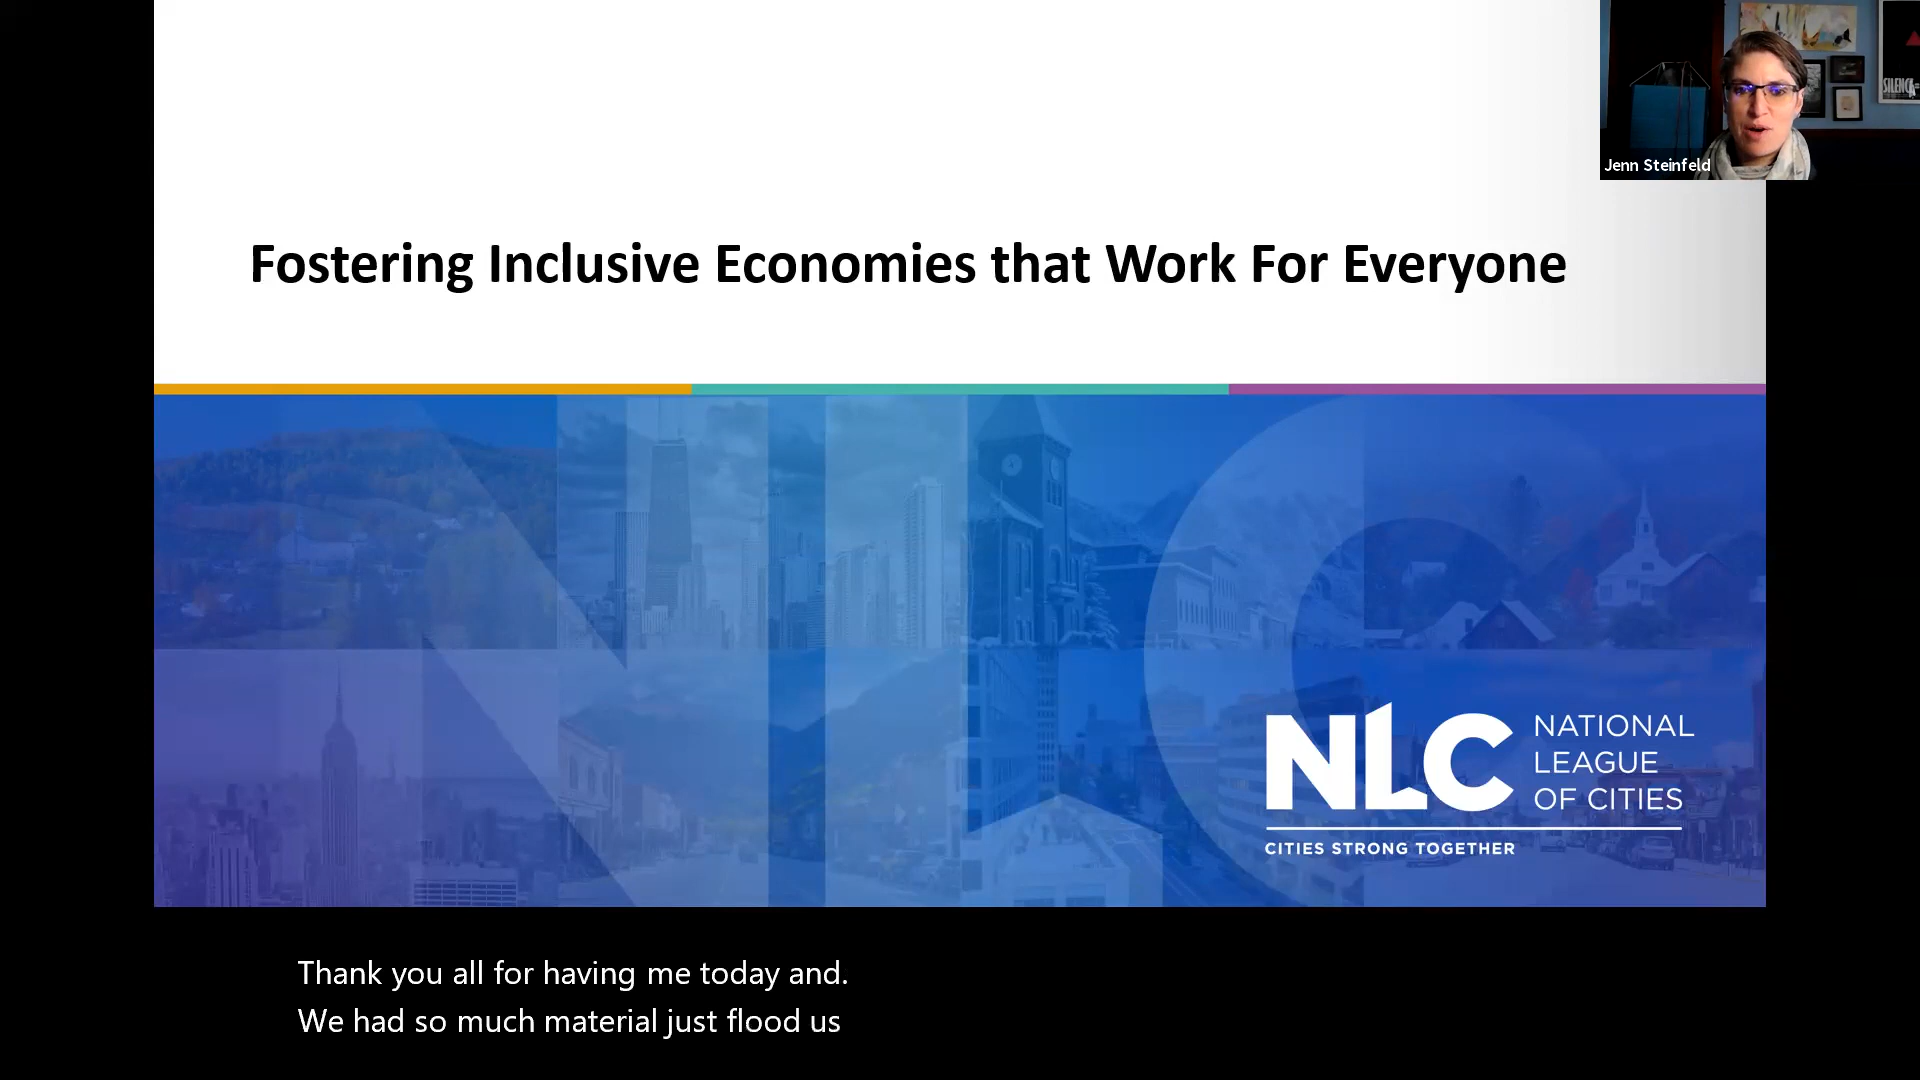 SILENC
Jenn Steinfeld
Fostering Inclusive Economies that Work For Everyone
NLC
NATIONAL
LEAGUE
OF CITIES
CITIES STRONG TOGETHER
Thank you all for having me today and.
We had so much material just flood us